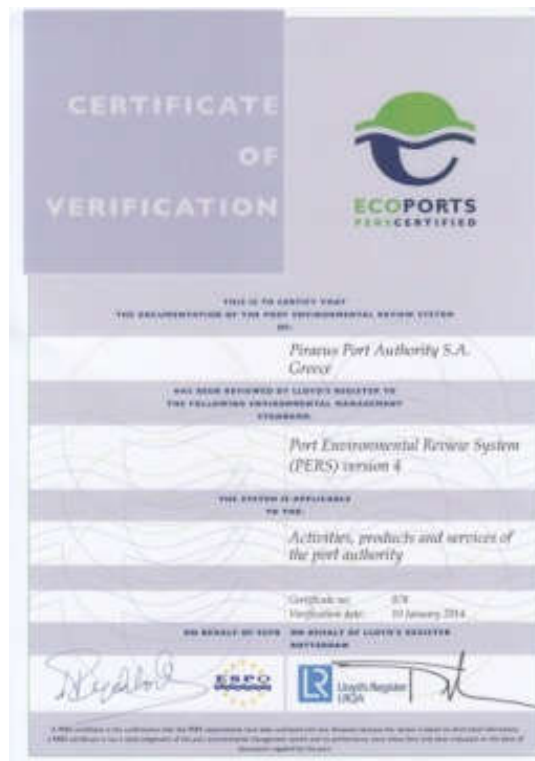 CERTIFICATE
OF
VERIFICATION
ECOPORTS
PERS CERTIFIED
THIS IS TO CERTIFY THAT
THE DOCUMENTATION OF THE PORT ENVIRONMENTAL REVIEW SYSTEM
OF:
Piraeus Port Authority S.A.
Greece
HAS BEEN REVIEWED BY LLOYD'S REGISTER TO
THE FOLLOWING ENVIRONMENTAL MANAGEMENT
STANDARD:
Port Environmental Review System
(PERS) version 4
THE SYSTEM IS APPLICABLE
TO THE:
Activities, products and services of
the port authority
Certificate no:
Verification date: 10 January 2014
ON BEHALF OF ESPO ON BEHALF OF LLOYD'S REGISTER
ROTTERDAM
ESPO
LR
Lloyd's Register
LRQA